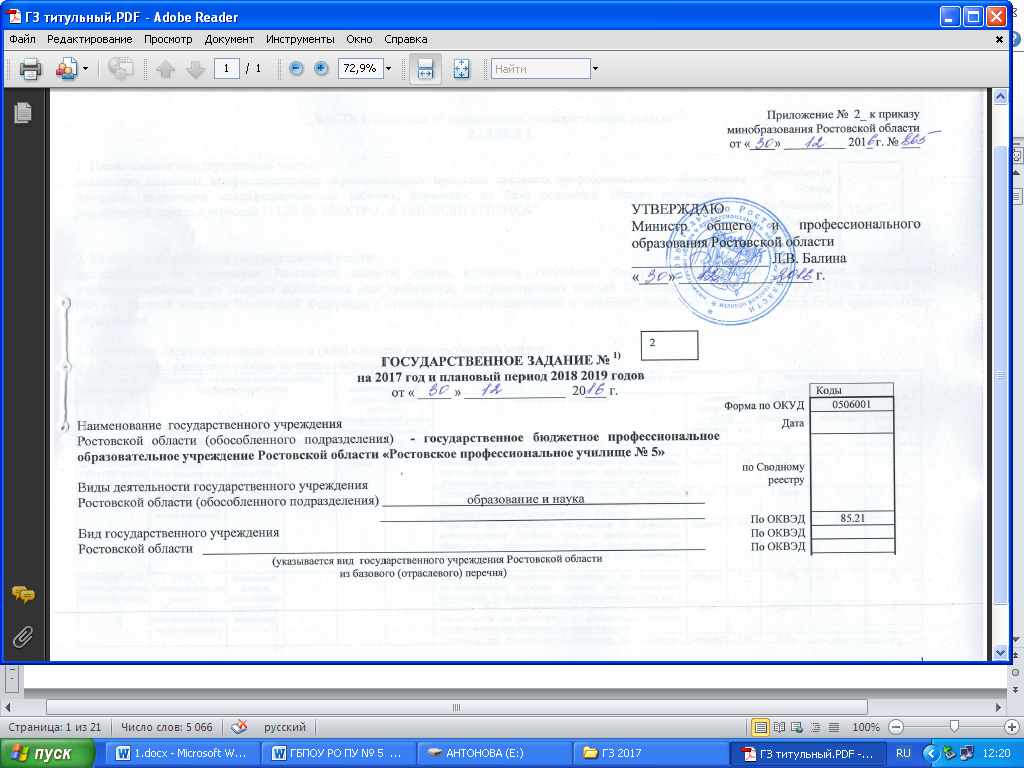 ГЗ титульный.PDF - Adobe Reader
Файл Редактирование Просмотр Документ Инструменты Окно Справка
1 / 1 72,9% Найти
Приложение № 2_ к приказу
минобразования Ростовской области
от « 30 » 12 2016 г. № 865
УТВЕРЖДАЮ
Министр общего и профессионального
образования Ростовской области
Л.В. Балина
« 30 » 12 2016 г.
2
ГОСУДАРСТВЕННОЕ ЗАДАНИЕ № 1)
на 2017 год и плановый период 2018 2019 годов
от « 30 » 12 2016 г.
Коды
Форма по ОКУД 0506001
Дата
Наименование государственного учреждения
Ростовской области (обособленного подразделения) - государственное бюджетное профессиональное
образовательное учреждение Ростовской области «Ростовское профессиональное училище № 5»
по Сводному
реестру
Виды деятельности государственного учреждения
Ростовской области (обособленного подразделения) образование и наука
По ОКВЭД 85.21
По ОКВЭД
По ОКВЭД
Вид государственного учреждения
Ростовской области
(указывается вид государственного учреждения Ростовской области
из базового (отраслевого) перечня)
Страница: 1 из 21 Число слов: 5 066 русский 100%
пуск 1.docx - Microsoft W... ГБПОУ РО ПУ № 5 ... АНТОНОВА (E:) ГЗ 2017 ГЗ титульный.PDF -... RU 12:20